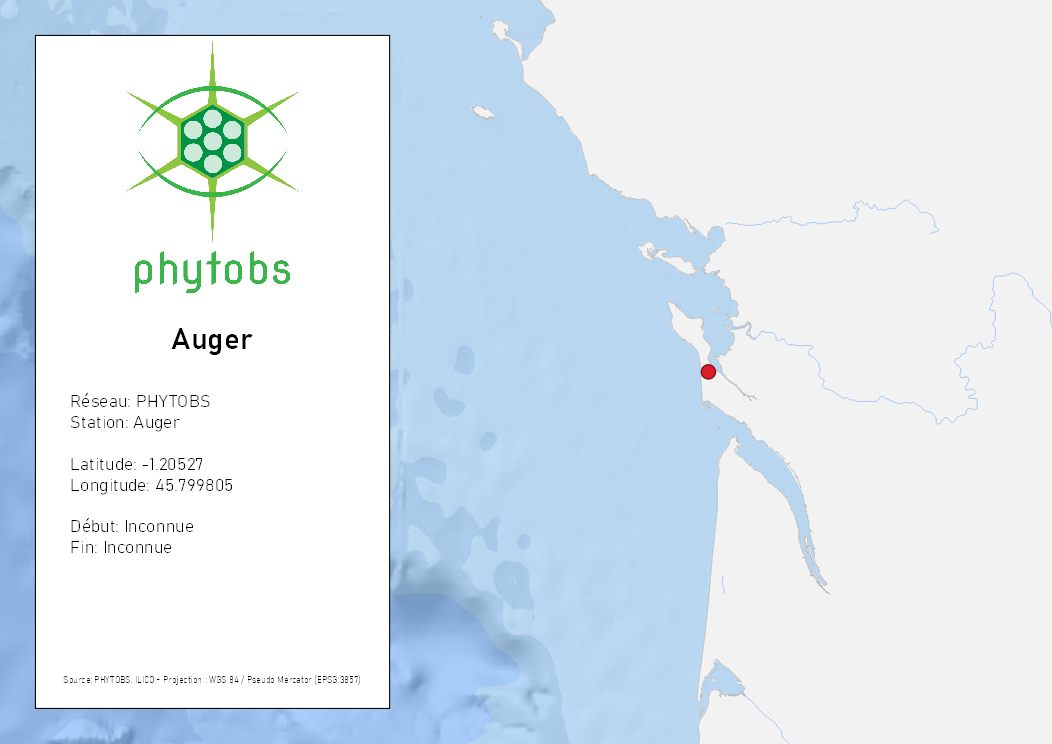 phytobs
Auger
Réseau: PHYTOBS
Station: Auger
Latitude: -1.20527
Longitude: 45.799805
Début: Inconnue
Fin: Inconnue
Source: PHYTOBS. ILICO - Projection : WGS 84 / Pseudo Mercator (EPSG:3857)